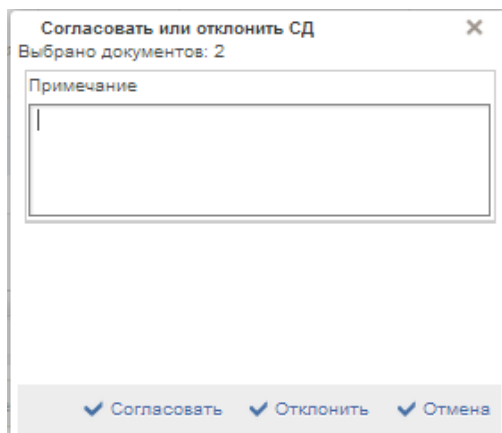 Согласовать или отклонить СД
Выбрано документов: 2
Примечание
Согласовать Отклонить Отмена